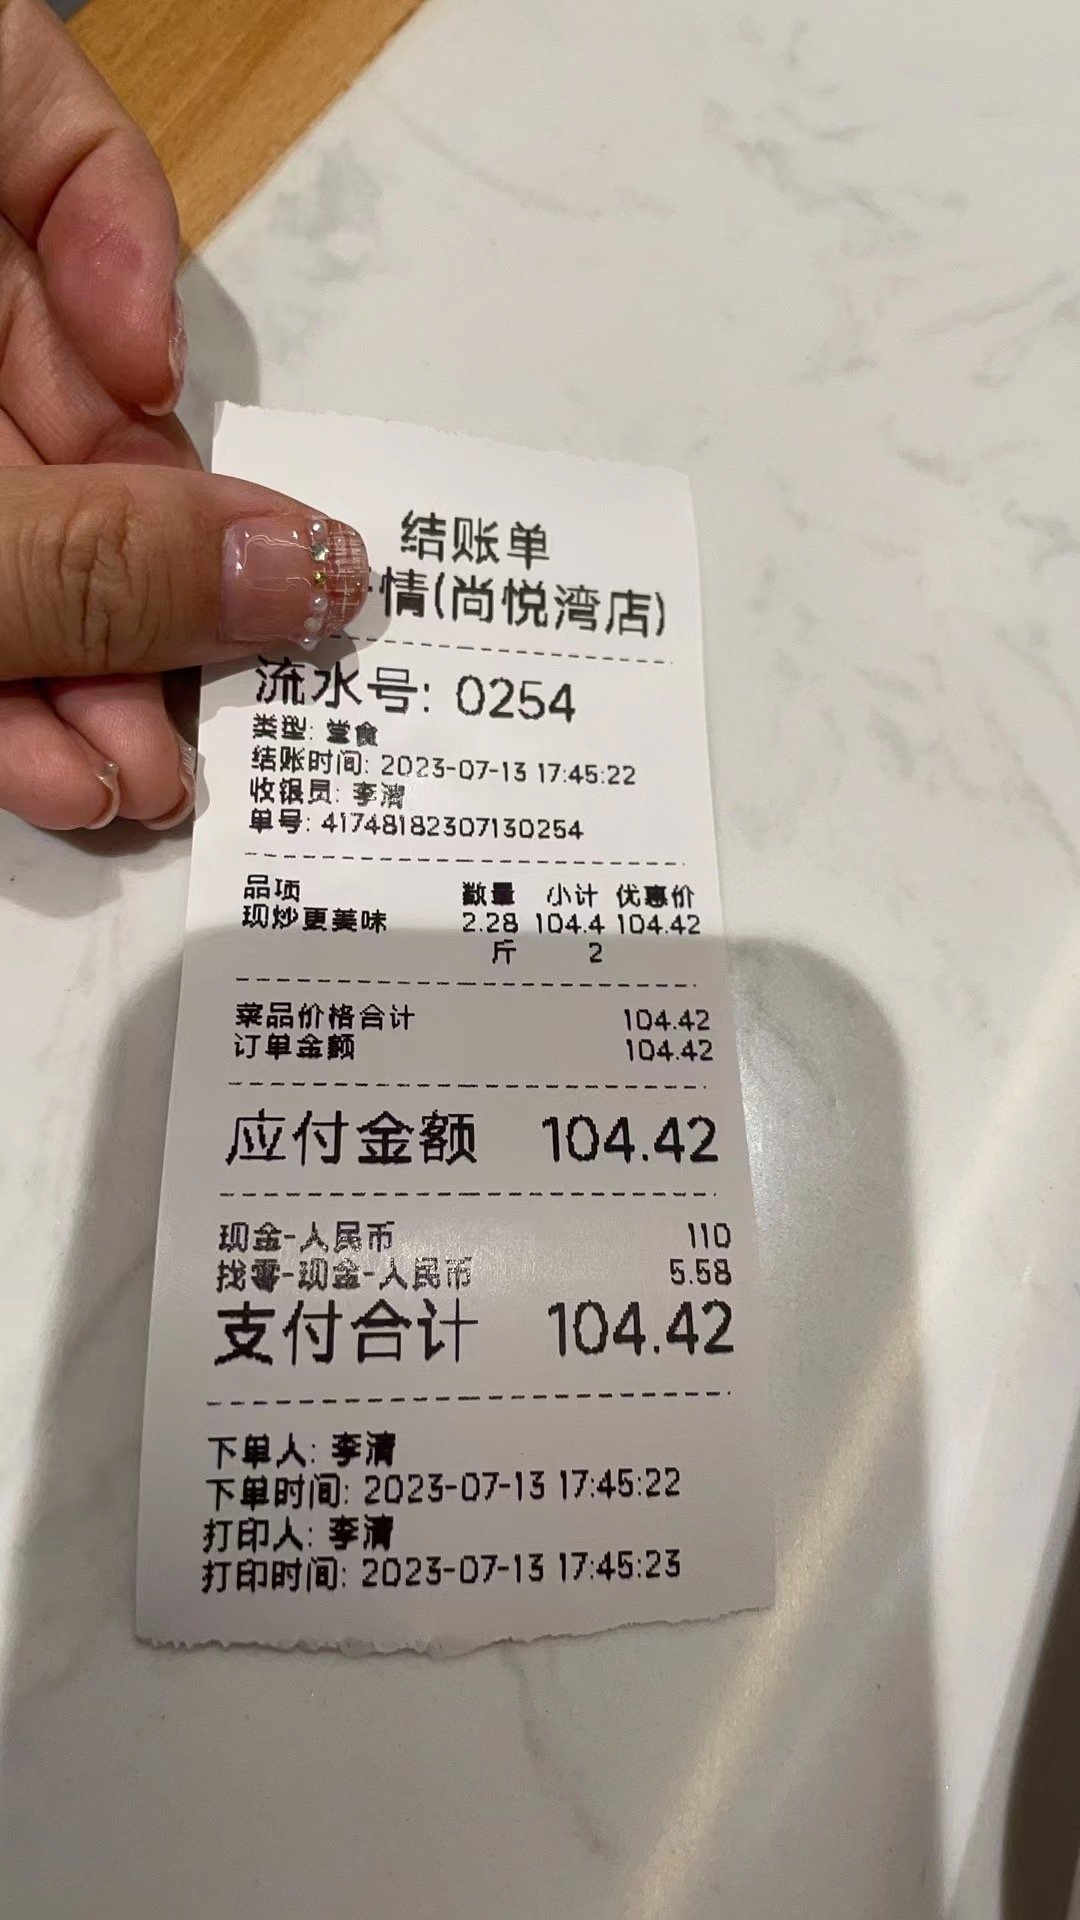 结账单
情(尚悦湾店)
流水号: 0254
类型: 堂食
结账时间: 2023-07-13 17:45:22
收银员: 李清
单号: 417481822307130254
品项 数量 小计 优惠价
现炒更美味 2.28 104.4 104.42
斤 2
菜品价格合计 104.42
订单金额 104.42
应付金额 104.42
现金-人民币 110
找零-现金-人民币 5.58
支付合计 104.42
下单人: 李清
下单时间: 2023-07-13 17:45:22
打印人: 李清
打印时间: 2023-07-13 17:45:23